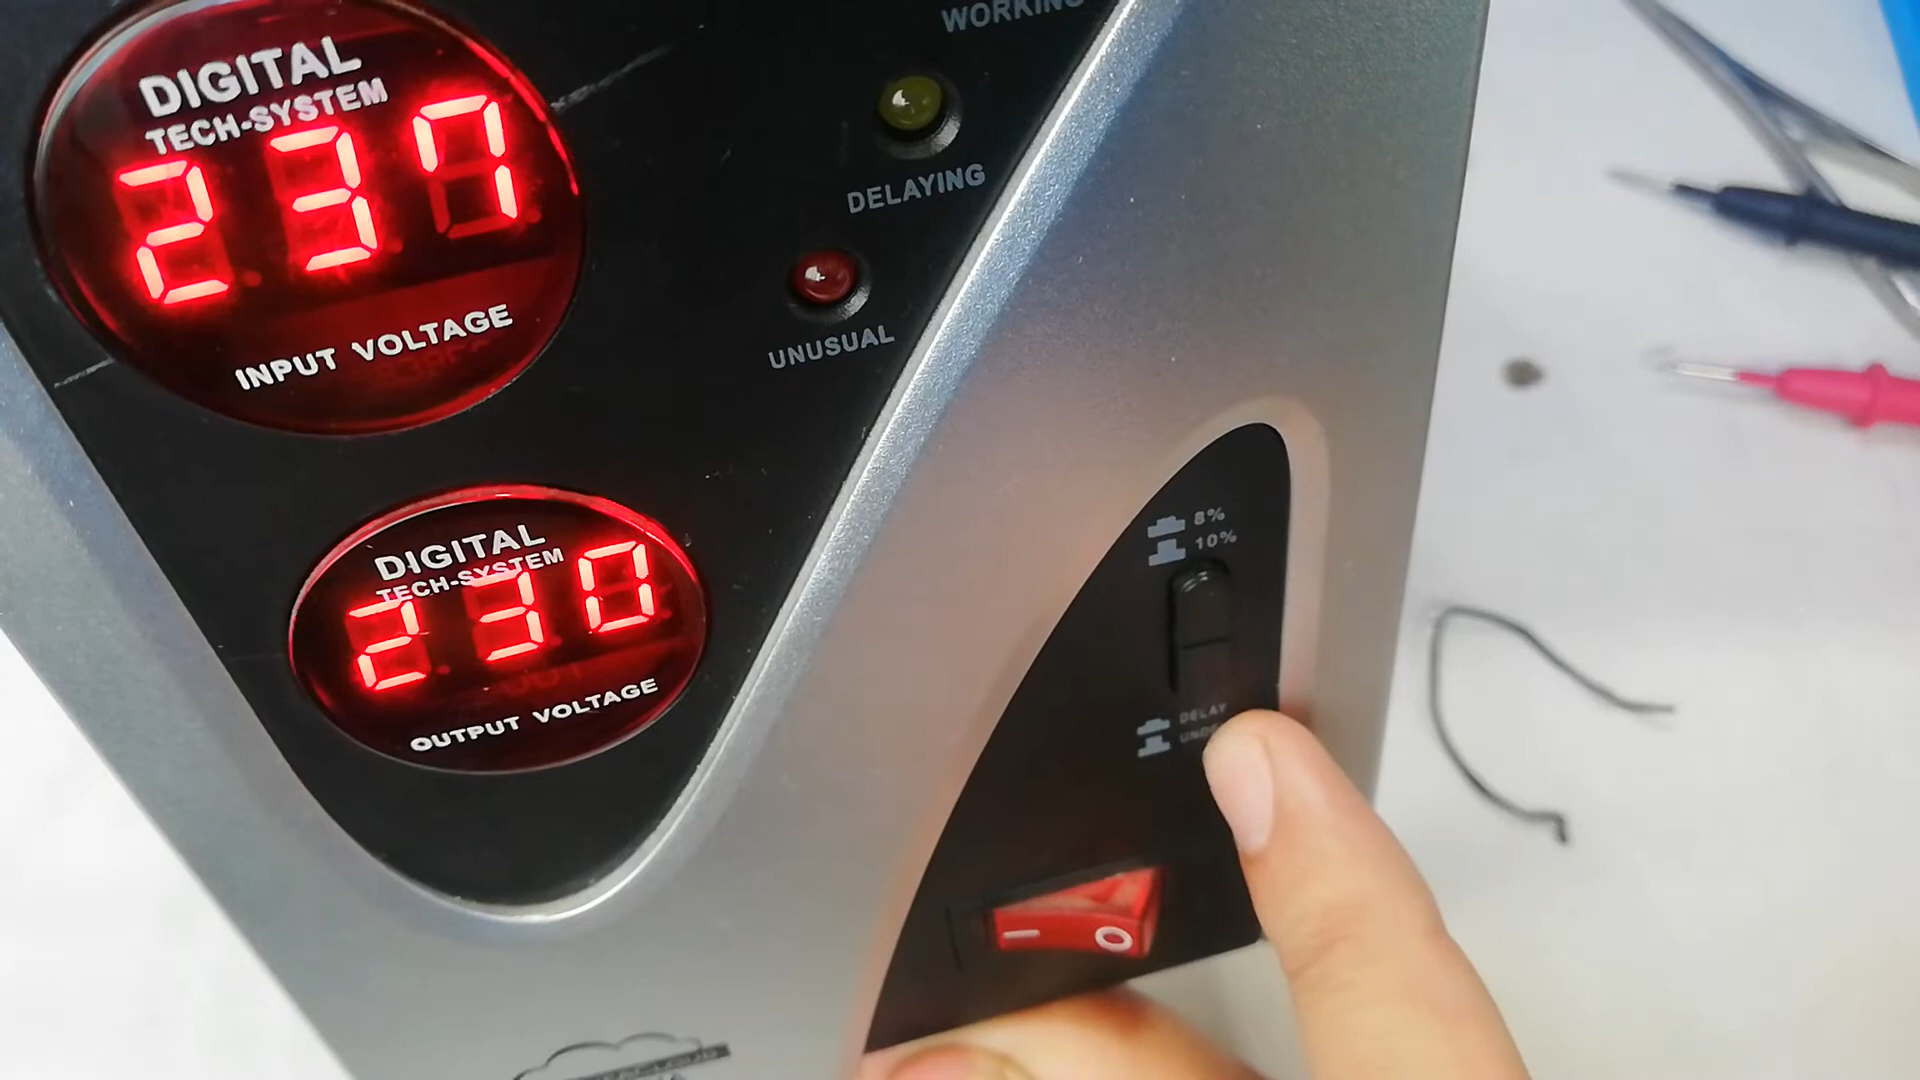 WORKING
DIGITAL
TECH-SYSTEM
237
INPUT VOLTAGE
DELAYING
UNUSUAL
DIGITAL
TECH-SYSTEM
230
OUTPUT VOLTAGE
8%
10%
DELAY
I O